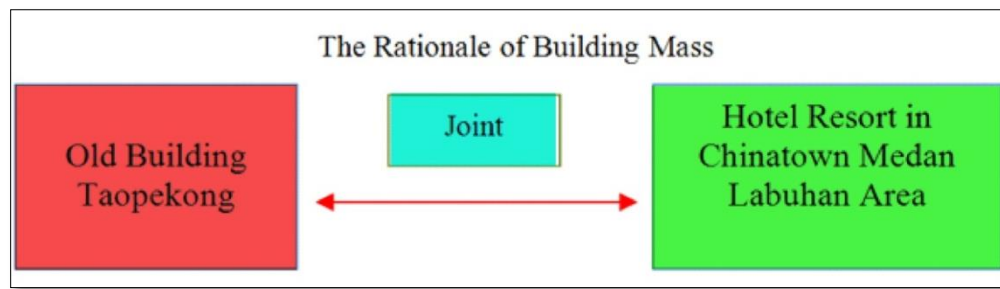 The Rationale of Building Mass
Old Building
Taopekong
Joint
Hotel Resort in
Chinatown Medan
Labuhan Area